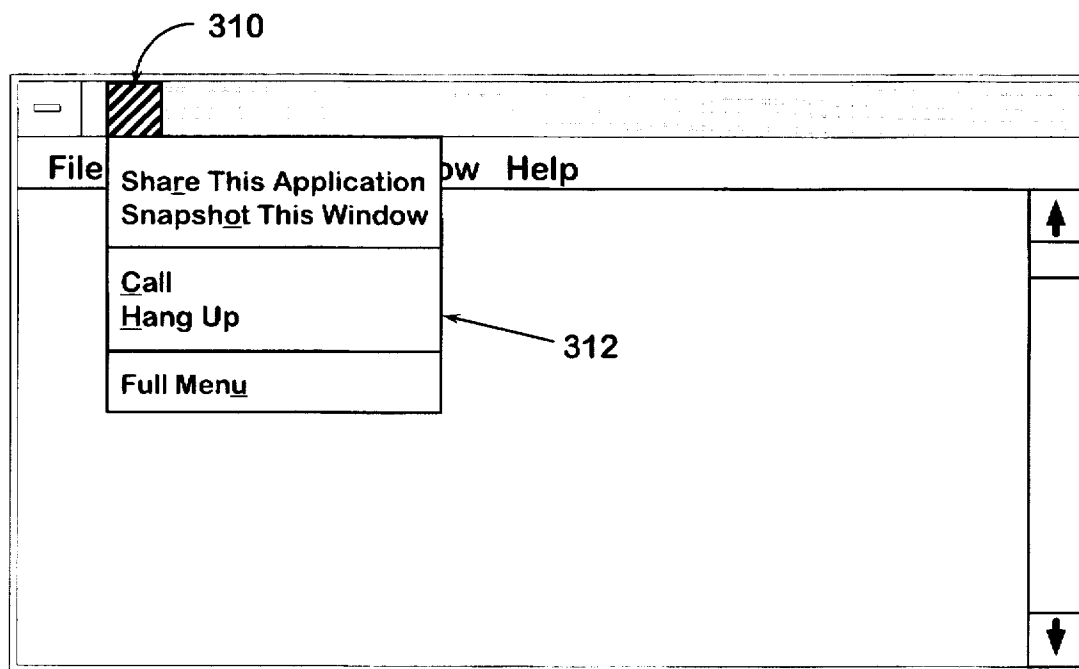 310
File ow Help
Share This Application
Snapshot This Window
Call
Hang Up
312
Full Menu